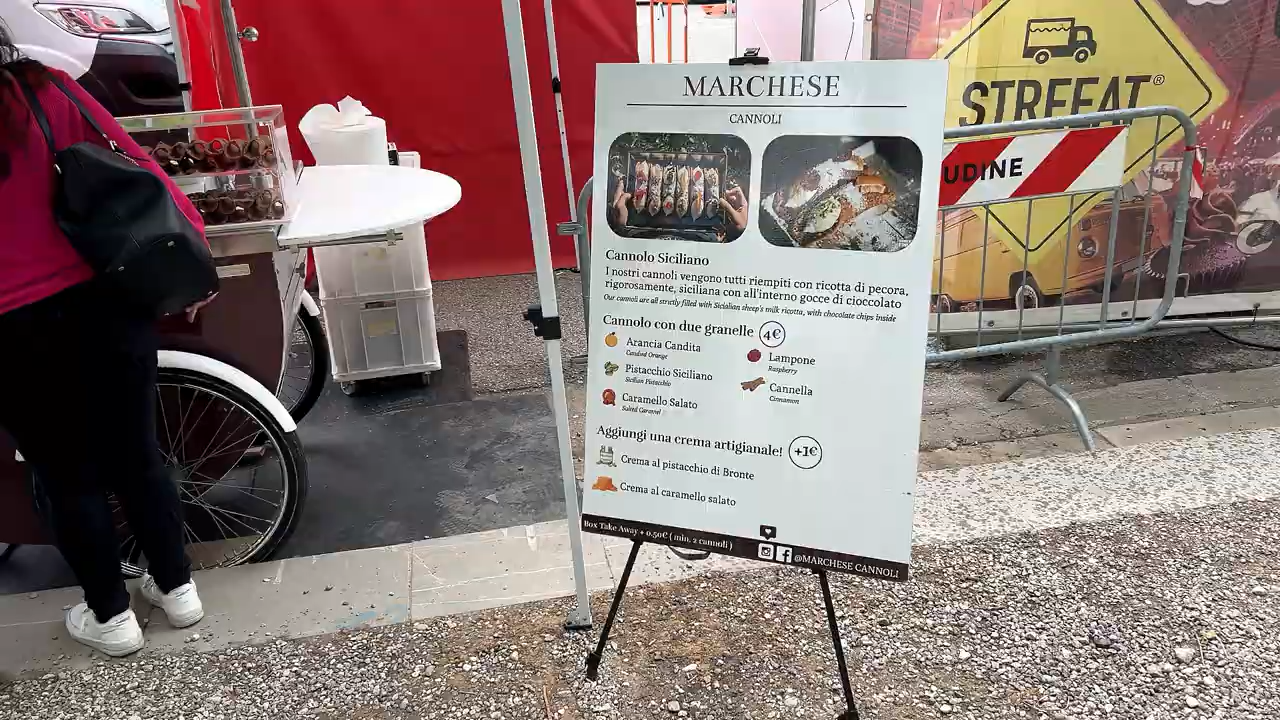 MARCHESE
CANNOLI
Cannolo Siciliano
I nostri cannoli vengono tutti riempiti con ricotta di pecora,
rigorosamente, siciliana con all'interno gocce di cioccolato
Our cannoli are all strictly filled with Sicialian sheep's milk ricotta, with chocolate chips inside
Cannolo con due granelle 4€
Arancia Candita
Candied Orange
Lampone
Raspberry
Pistacchio Siciliano
Sicilian Pistacchio
Cannella
Cinnamon
Caramello Salato
Salted Caramel
Aggiungi una crema artigianale! +1€
Crema al pistacchio di Bronte
Crema al caramello salato
Box Take Away + 0.50€ ( min. 2 cannoli )
@MARCHESE CANNOLI
STREEAT®
UDINE